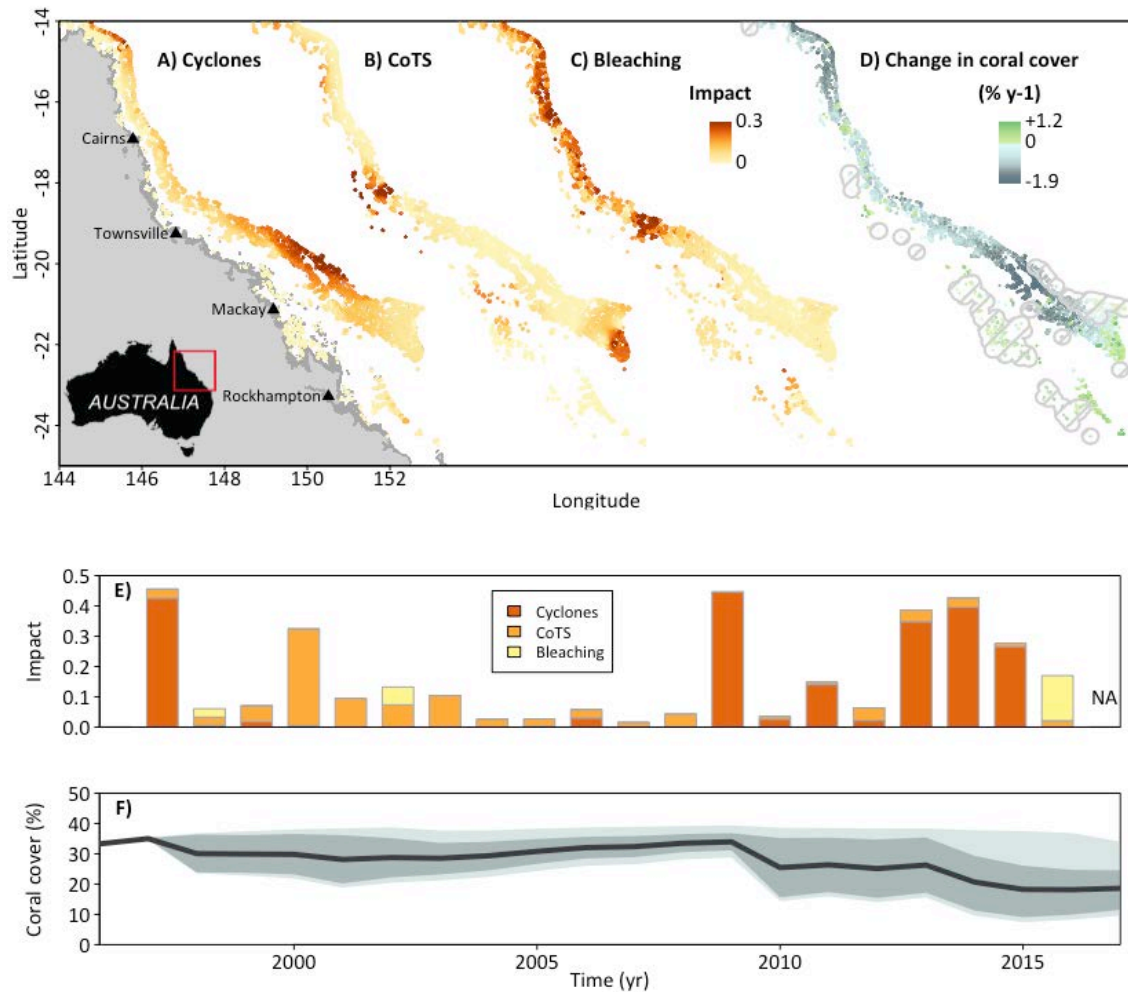 -14
-16
-18
-20
-22
-24
Latitude
A) Cyclones
B) CoTS
C) Bleaching
D) Change in coral cover
(% y-1)
Impact
0.3
0
+1.2
0
-1.9
Cairns
Townsville
Mackay
Rockhampton
AUSTRALIA
144
146
148
150
152
Longitude
E)
Impact
0.5
0.4
0.3
0.2
0.1
0.0
Cyclones
CoTS
Bleaching
NA
F)
Coral cover (%)
50
40
30
20
10
0
2000
2005
2010
2015
Time (yr)